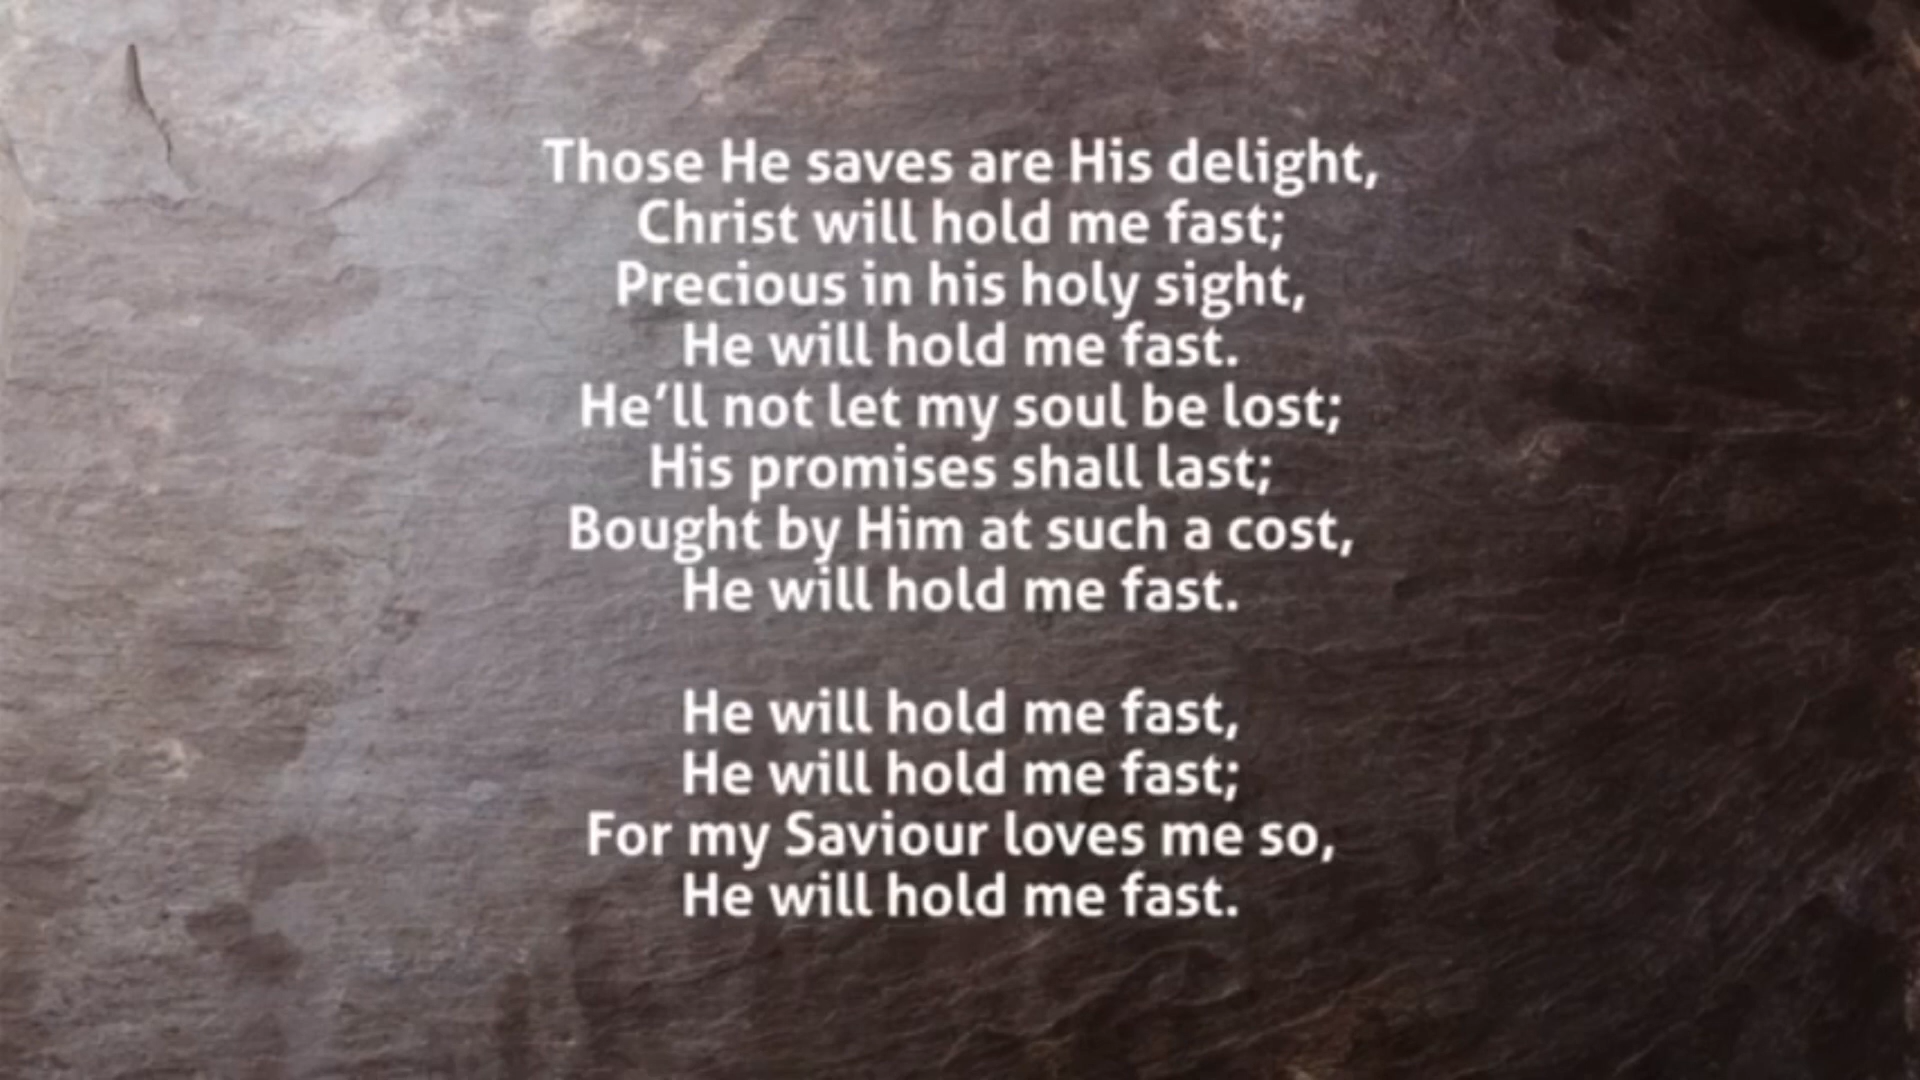 Those He saves are His delight,
Christ will hold me fast;
Precious in his holy sight,
He will hold me fast.
He’ll not let my soul be lost;
His promises shall last;
Bought by Him at such a cost,
He will hold me fast.
He will hold me fast,
He will hold me fast;
For my Saviour loves me so,
He will hold me fast.